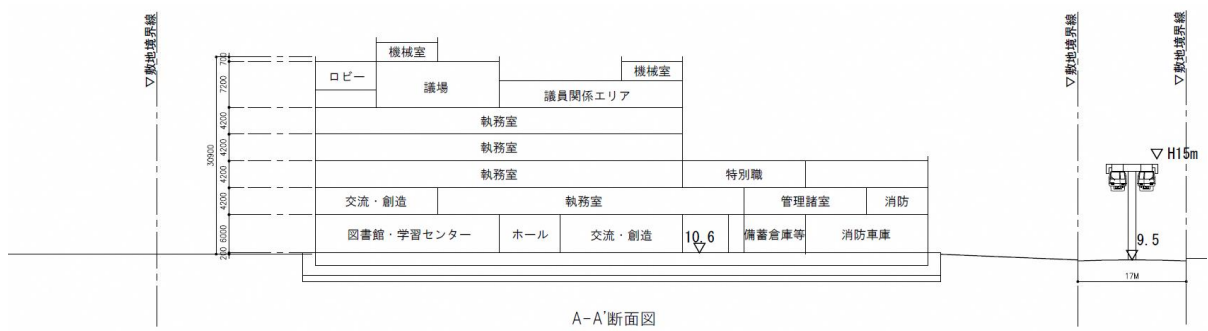 ▽敷地境界線
▽敷地境界線
▽敷地境界線
機械室
700
ロビー
議場
機械室
7200
議員関係エリア
4200
執務室
30900
4200
執務室
▽H15m
4200
執務室
特別職
4200
交流・創造
執務室
管理諸室
消防
6000
図書館・学習センター
ホール
交流・創造
10.6
▽
備蓄倉庫等
消防車庫
9.5
▽
200
17M
A-A'断面図